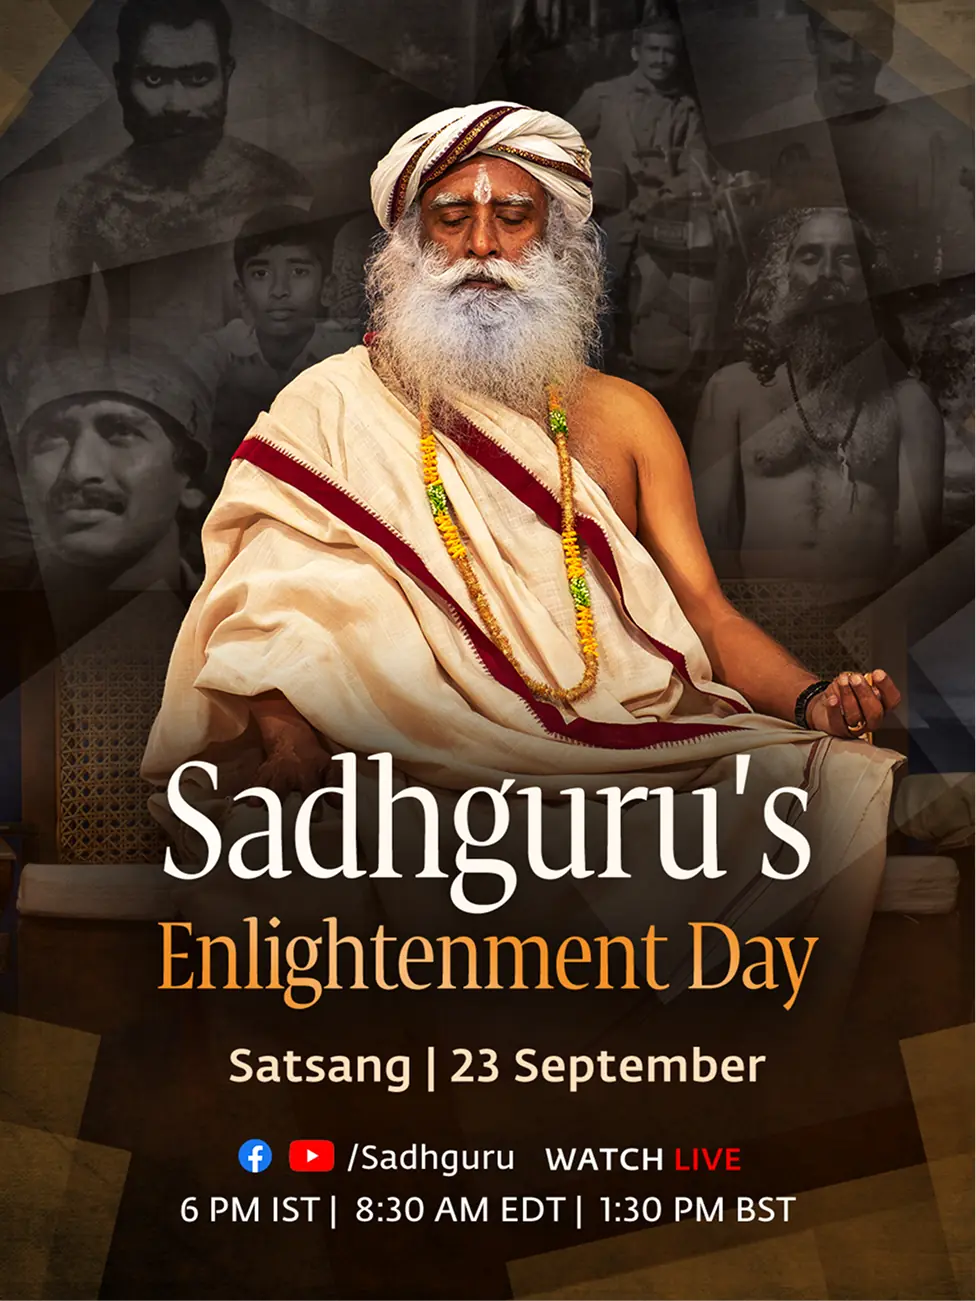 Sadhguru's
Enlightenment Day
Satsang | 23 September
/Sadhguru WATCH LIVE
6 PM IST | 8:30 AM EDT | 1:30 PM BST